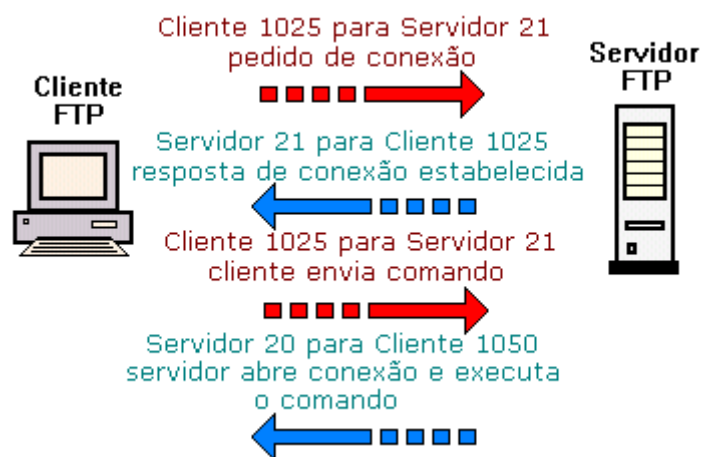 Cliente 1025 para Servidor 21
pedido de conexão
Servidor
FTP
Cliente
FTP
Servidor 21 para Cliente 1025
resposta de conexão estabelecida
Cliente 1025 para Servidor 21
cliente envia comando
Servidor 20 para Cliente 1050
servidor abre conexão e executa
o comando